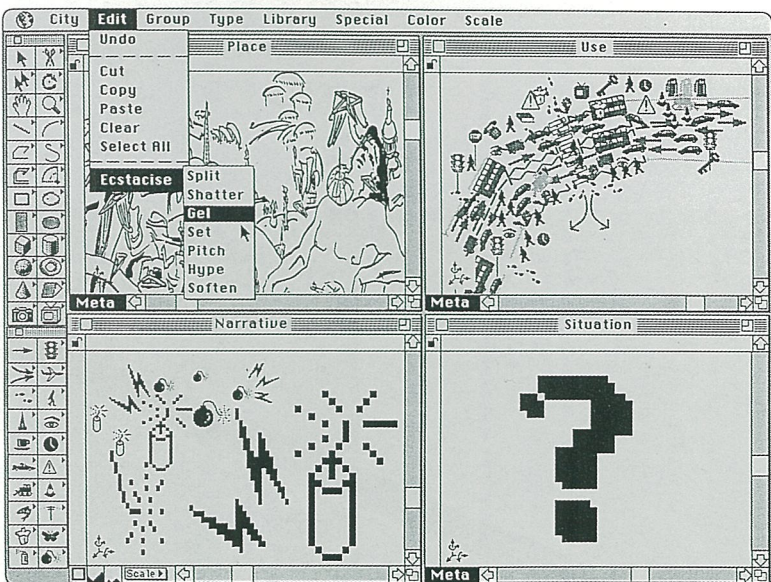 City Edit Group Type Library Special Color Scale
Undo
Cut
Copy
Paste
Clear
Select All
Ecstacise
Split
Shatter
Gel
Set
Pitch
Hype
Soften
Place
Meta
Use
Meta
Narrative
Scale
Situation
Meta